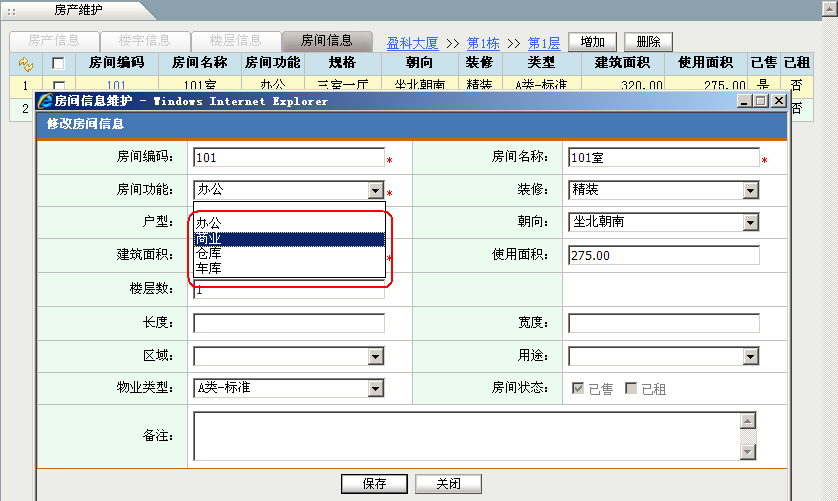 房产维护
房产信息 楼宇信息 楼层信息 房间信息 盈科大厦 >> 第1栋 >> 第1层 增加 删除
房间编码 房间名称 房间功能 规格 朝向 装修 类型 建筑面积 使用面积 已售 已租
1 101 101室 办公 三室一厅 坐北朝南 精装 A类-标准 320.00 275.00 是 否
2 否
房间信息维护 - Windows Internet Explorer
修改房间信息
房间编码: 101 * 房间名称: 101室 *
房间功能: 办公 * 装修: 精装
户型: 朝向: 坐北朝南
办公
商业
仓库
车库
建筑面积: * 使用面积: 275.00
楼层数: 1
长度: 宽度:
区域: 用途:
物业类型: A类-标准 房间状态: 已售 已租
备注:
保存 关闭